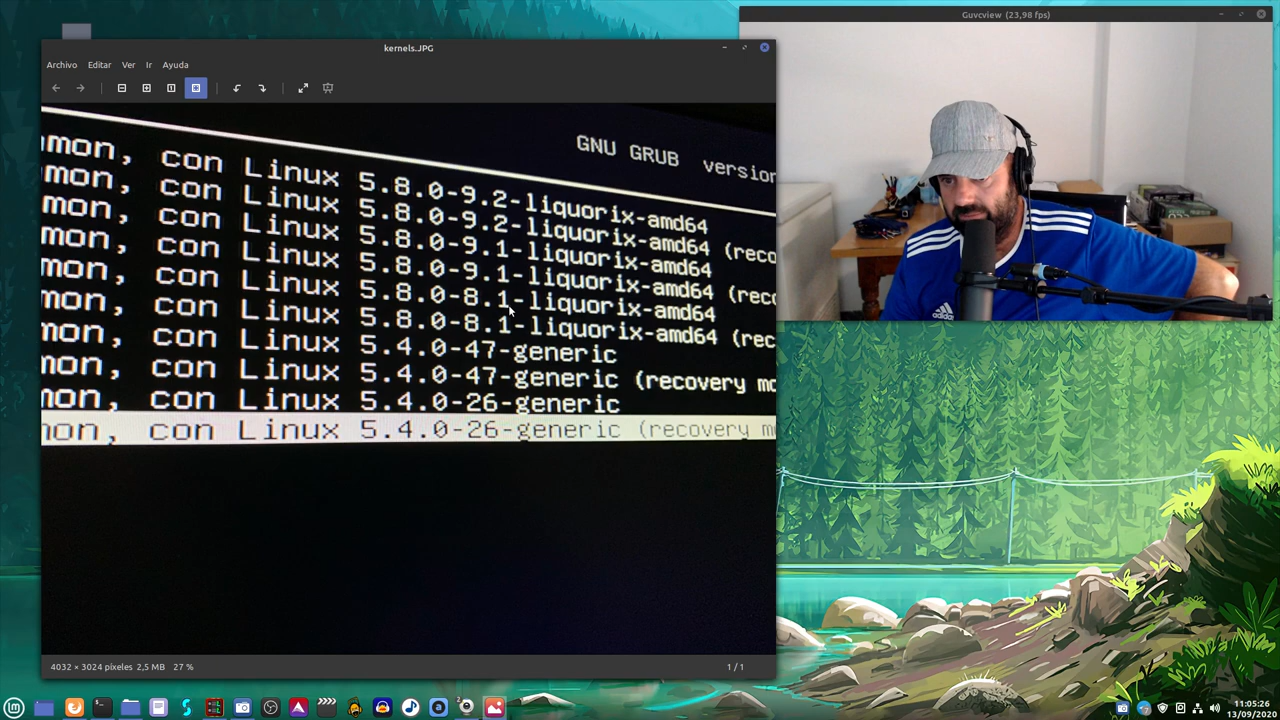 Guvcview (23,98 fps)
kernels.JPG
Archivo Editar Ver Ir Ayuda
GNU GRUB version
mon, con Linux 5.8.0-9.2-liquorix-amd64
mon, con Linux 5.8.0-9.2-liquorix-amd64 (reco
mon, con Linux 5.8.0-9.1-liquorix-amd64
mon, con Linux 5.8.0-9.1-liquorix-amd64 (reco
mon, con Linux 5.8.0-8.1-liquorix-amd64
mon, con Linux 5.8.0-8.1-liquorix-amd64 (rec
mon, con Linux 5.4.0-47-generic
mon, con Linux 5.4.0-47-generic (recovery mo
mon, con Linux 5.4.0-26-generic
mon, con Linux 5.4.0-26-generic (recovery m
adidas
4032 × 3024 píxeles 2,5 MB 27 %
1 / 1
11:05:26
13/09/2020